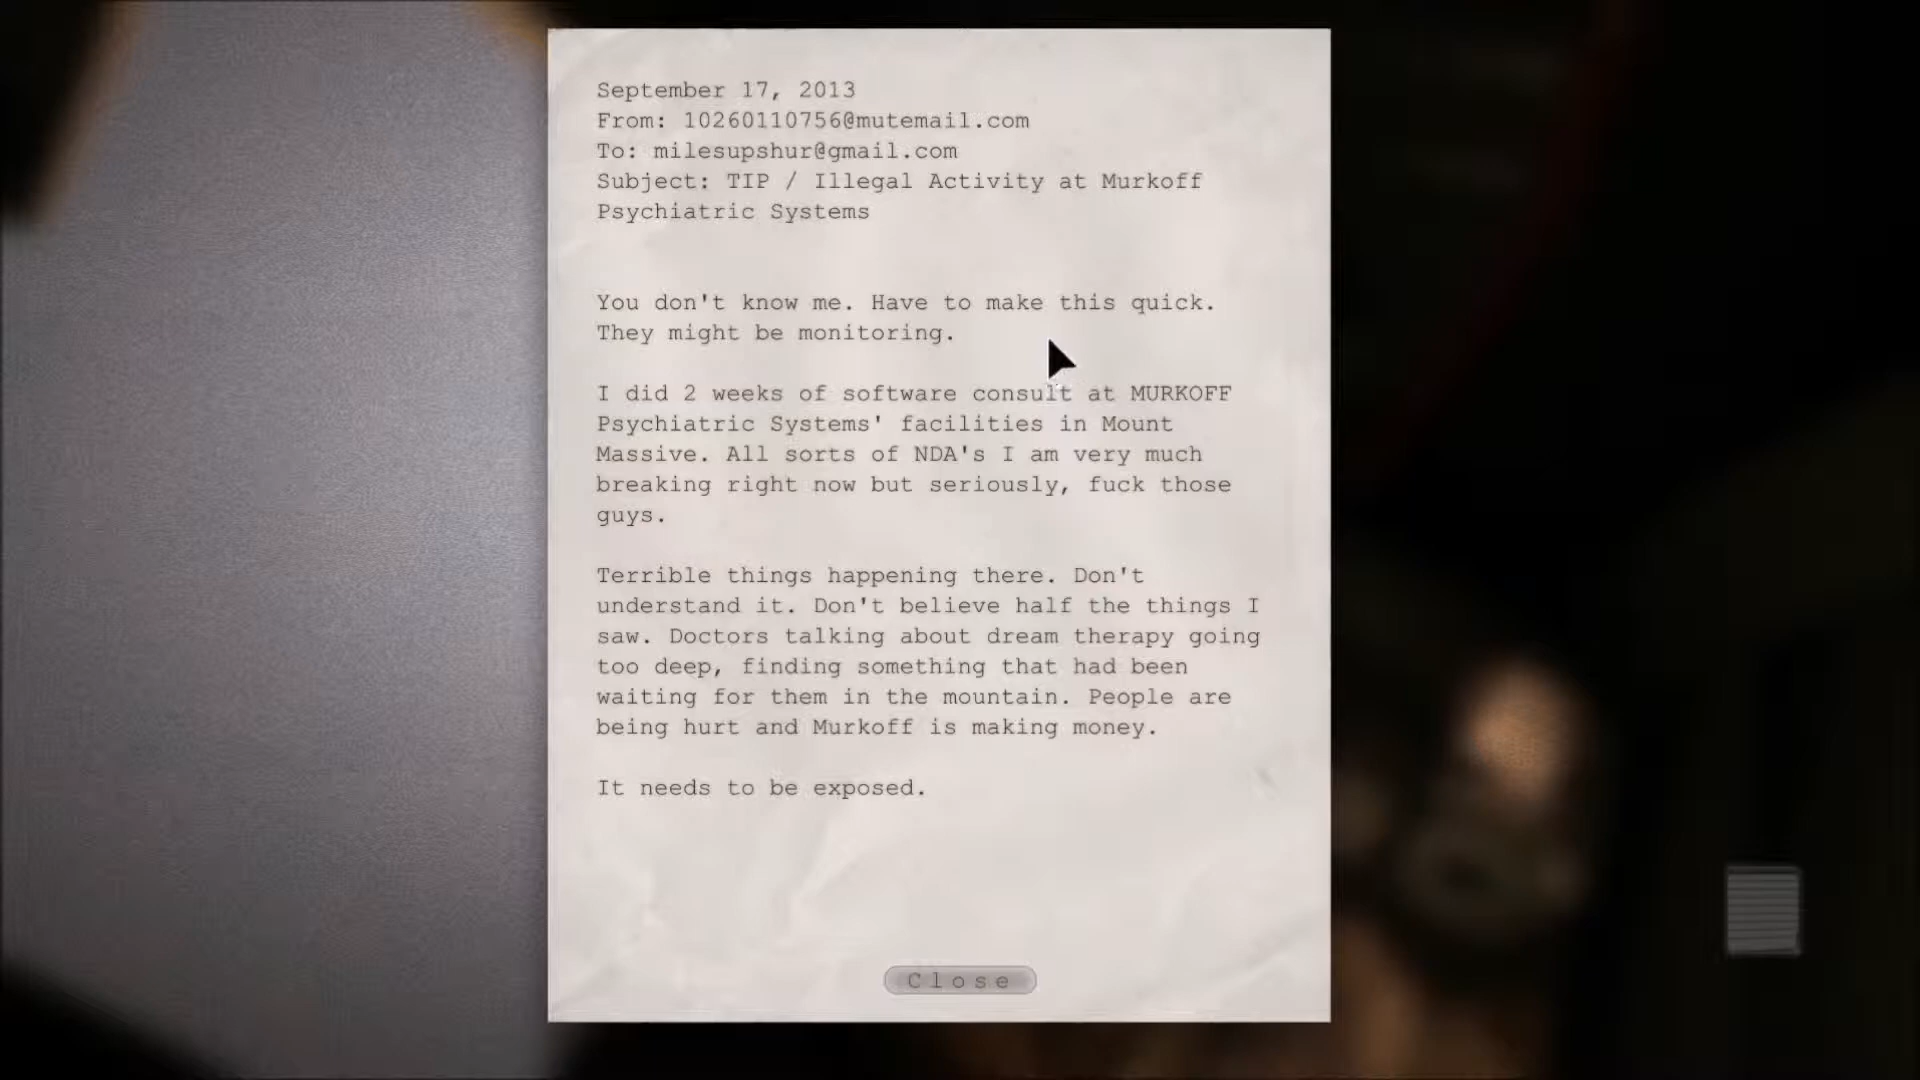 September 17, 2013
From: 10260110756@mutemail.com
To: milesupshur@gmail.com
Subject: TIP / Illegal Activity at Murkoff
Psychiatric Systems
You don't know me. Have to make this quick.
They might be monitoring.
I did 2 weeks of software consult at MURKOFF
Psychiatric Systems' facilities in Mount
Massive. All sorts of NDA's I am very much
breaking right now but seriously, fuck those
guys.
Terrible things happening there. Don't
understand it. Don't believe half the things I
saw. Doctors talking about dream therapy going
too deep, finding something that had been
waiting for them in the mountain. People are
being hurt and Murkoff is making money.
It needs to be exposed.
Close